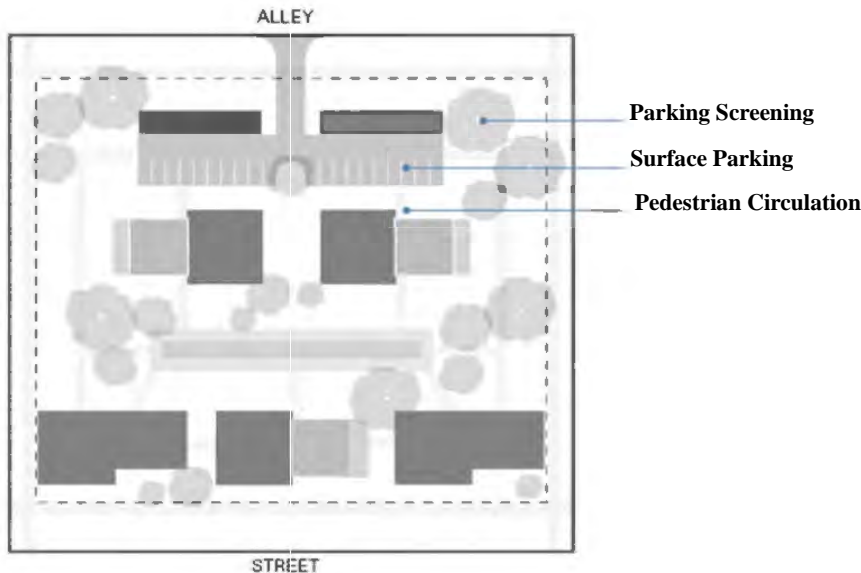 ALLEY
Parking Screening
Surface Parking
Pedestrian Circulation
STREET